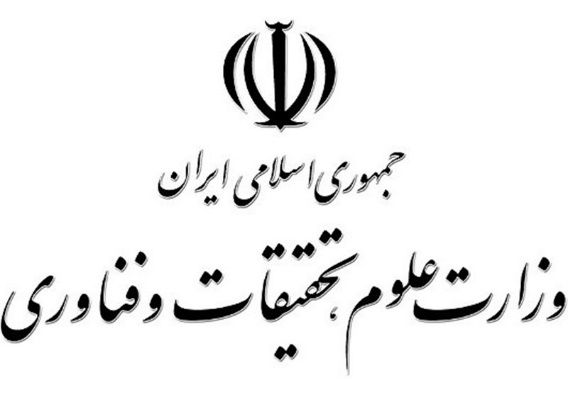 جمهوری اسلامی ایران
وزارت علوم، تحقیقات و فناوری